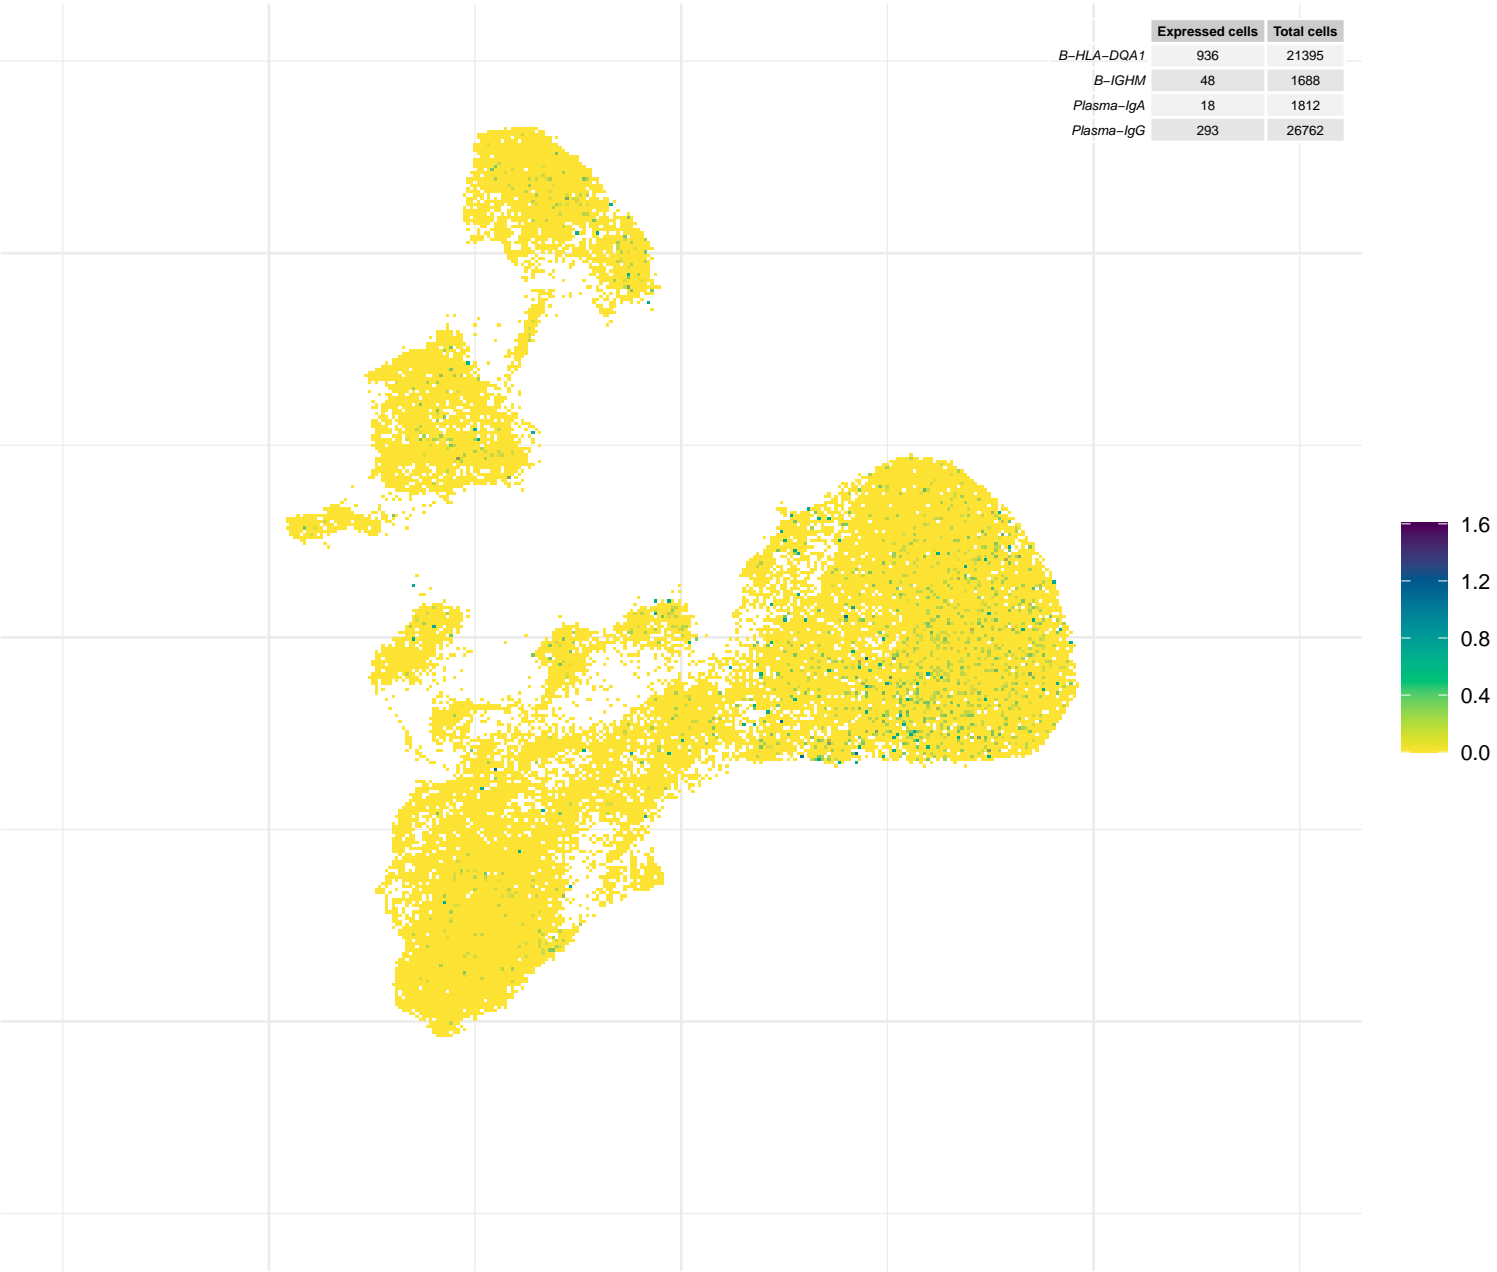 Expressed cells Total cells
B−HLA−DQA1 936 21395
B−IGHM 48 1688
Plasma−IgA 18 1812
Plasma−IgG 293 26762
1.6
1.2
0.8
0.4
0.0